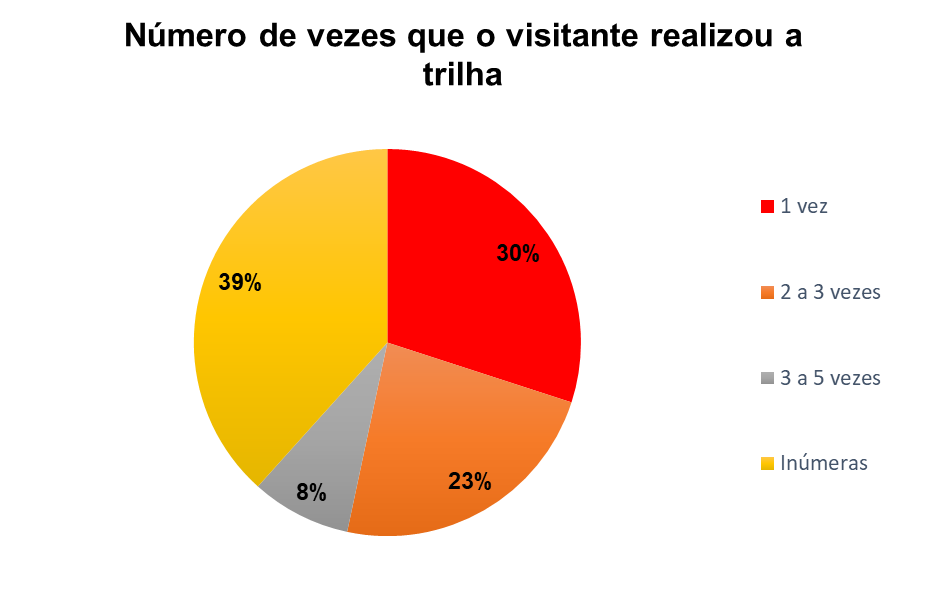 Número de vezes que o visitante realizou a
trilha
30%
23%
8%
39%
1 vez
2 a 3 vezes
3 a 5 vezes
Inúmeras